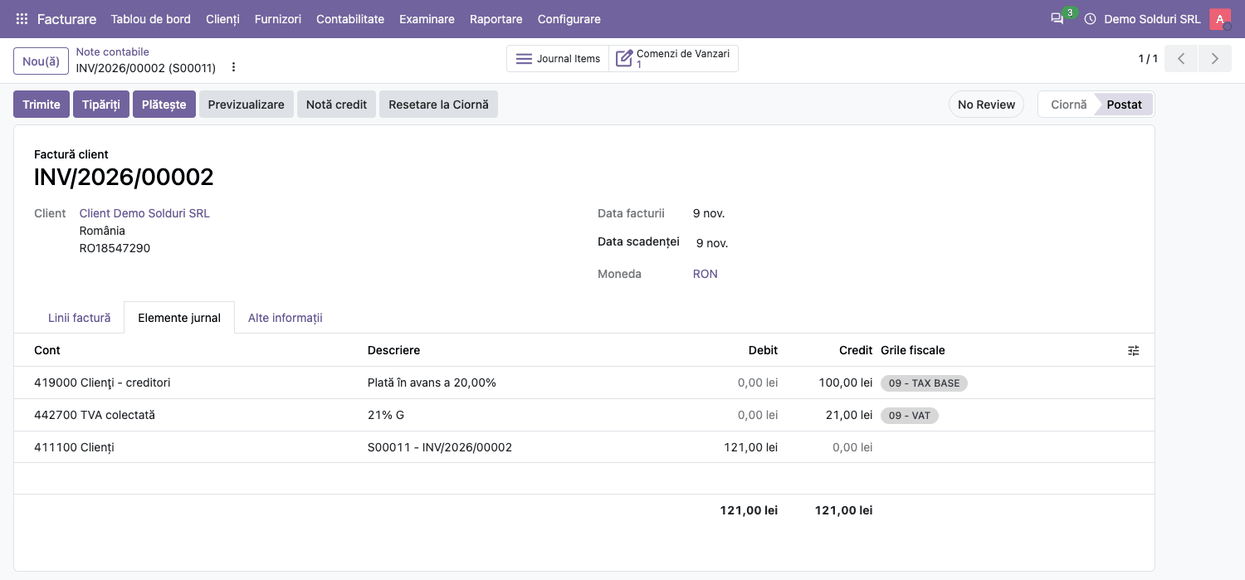 Facturare Tablou de bord Clienți Furnizori Contabilitate Examinare Raportare Configurare 3 Demo Solduri SRL A
Nou(ă) Note contabile
INV/2026/00002 (S00011)
Journal Items Comenzi de Vanzari 1
1 / 1
Trimite Tipăriți Plătește Previzualizare Notă credit Resetare la Ciornă No Review Ciornă Postat
Factură client
INV/2026/00002
Client Client Demo Solduri SRL Data facturii 9 nov.
România
RO18547290
Data scadenței 9 nov.
Moneda RON
Linii factură Elemente jurnal Alte informații
Cont Descriere Debit Credit Grile fiscale
419000 Clienţi - creditori Plată în avans a 20,00% 0,00 lei 100,00 lei 09 - TAX BASE
442700 TVA colectată 21% G 0,00 lei 21,00 lei 09 - VAT
411100 Clienți S00011 - INV/2026/00002 121,00 lei 0,00 lei
121,00 lei 121,00 lei